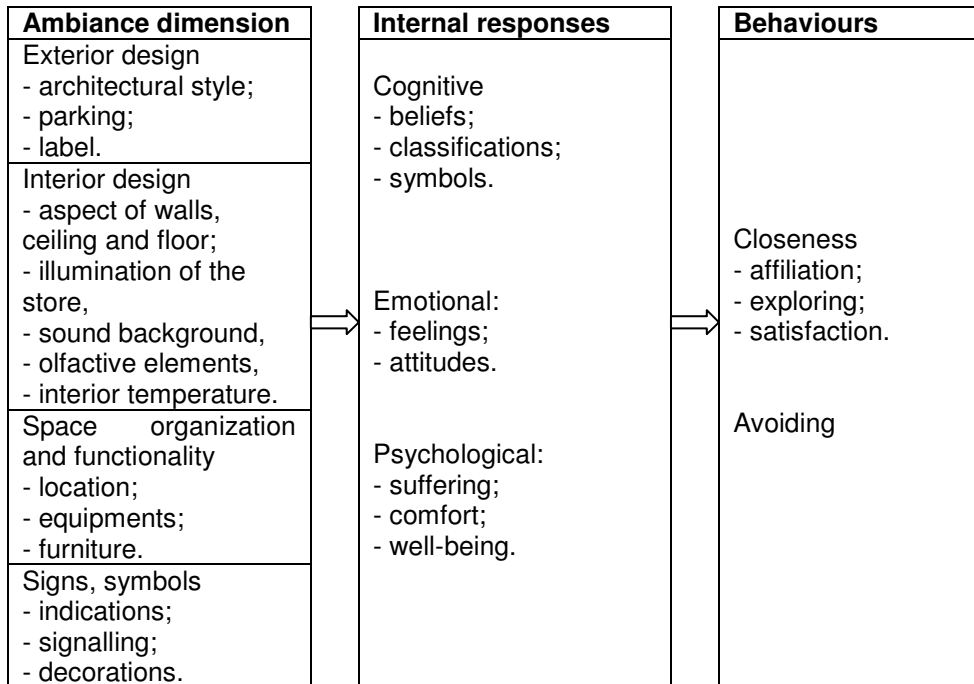 Ambiance dimension
Exterior design
- architectural style;
- parking;
- label.
Interior design
- aspect of walls,
ceiling and floor;
- illumination of the
store,
- sound background,
- olfactive elements,
- interior temperature.
Space organization
and functionality
- location;
- equipments;
- furniture.
Signs, symbols
- indications;
- signalling;
- decorations.
Internal responses
Cognitive
- beliefs;
- classifications;
- symbols.
Emotional:
- feelings;
- attitudes.
Psychological:
- suffering;
- comfort;
- well-being.
Behaviours
Closeness
- affiliation;
- exploring;
- satisfaction.
Avoiding